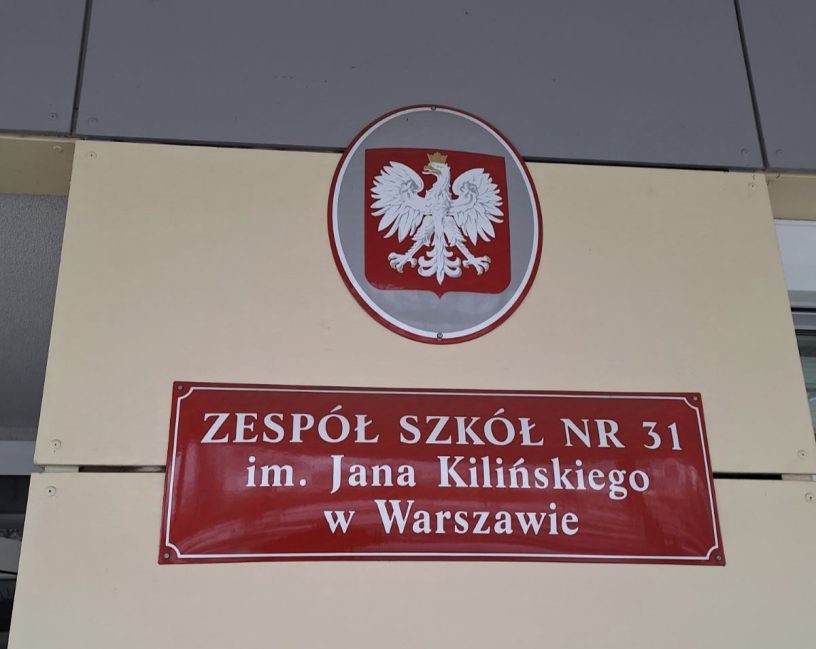 ZESPÓŁ SZKÓŁ NR 31
im. Jana Kilińskiego
w Warszawie